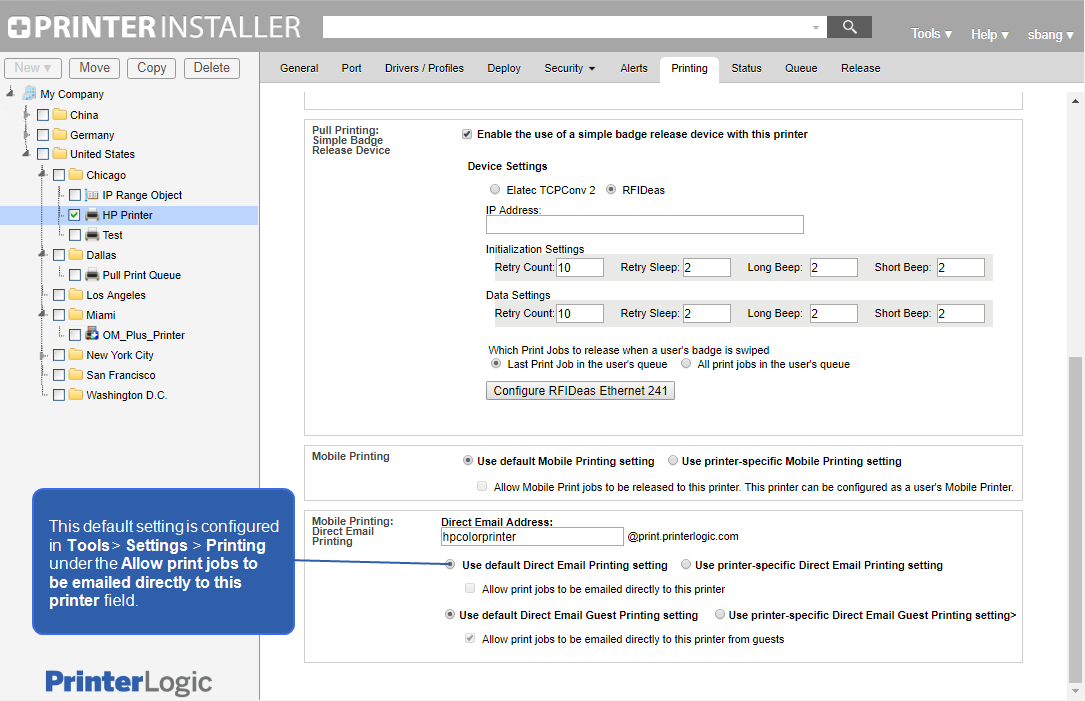 PRINTER INSTALLER
Tools ▾ Help ▾ sbang ▾
New ▾ Move Copy Delete
General Port Drivers / Profiles Deploy Security ▾ Alerts Printing Status Queue Release
My Company
China
Germany
United States
Chicago
IP Range Object
HP Printer
Test
Dallas
Pull Print Queue
Los Angeles
Miami
OM_Plus_Printer
New York City
San Francisco
Washington D.C.
Pull Printing:
Simple Badge
Release Device
Enable the use of a simple badge release device with this printer
Device Settings
Elatec TCPConv 2 RFIDeas
IP Address:
Initialization Settings
Retry Count: 10 Retry Sleep: 2 Long Beep: 2 Short Beep: 2
Data Settings
Retry Count: 10 Retry Sleep: 2 Long Beep: 2 Short Beep: 2
Which Print Jobs to release when a user's badge is swiped
Last Print Job in the user's queue All print jobs in the user's queue
Configure RFIDeas Ethernet 241
Mobile Printing
Use default Mobile Printing setting Use printer-specific Mobile Printing setting
Allow Mobile Print jobs to be released to this printer. This printer can be configured as a user's Mobile Printer.
Mobile Printing:
Direct Email
Printing
Direct Email Address:
hpcolorprinter @print.printerlogic.com
Use default Direct Email Printing setting Use printer-specific Direct Email Printing setting
Allow print jobs to be emailed directly to this printer
Use default Direct Email Guest Printing setting Use printer-specific Direct Email Guest Printing setting>
Allow print jobs to be emailed directly to this printer from guests
This default setting is configured
in Tools> Settings > Printing
under the Allow print jobs to
be emailed directly to this
printer field.
PrinterLogic